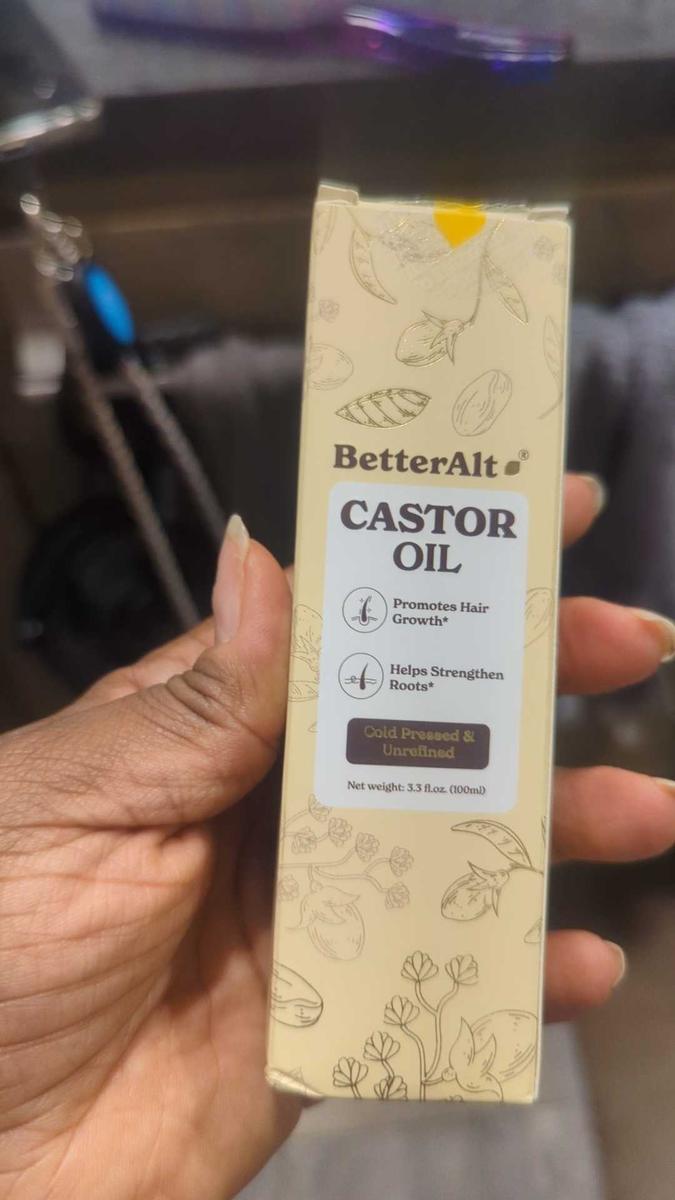 BetterAlt®
CASTOR
OIL
Promotes Hair
Growth*
Helps Strengthen
Roots*
Cold Pressed &
Unrefined
Net weight: 3.3 fl.oz. (100ml)